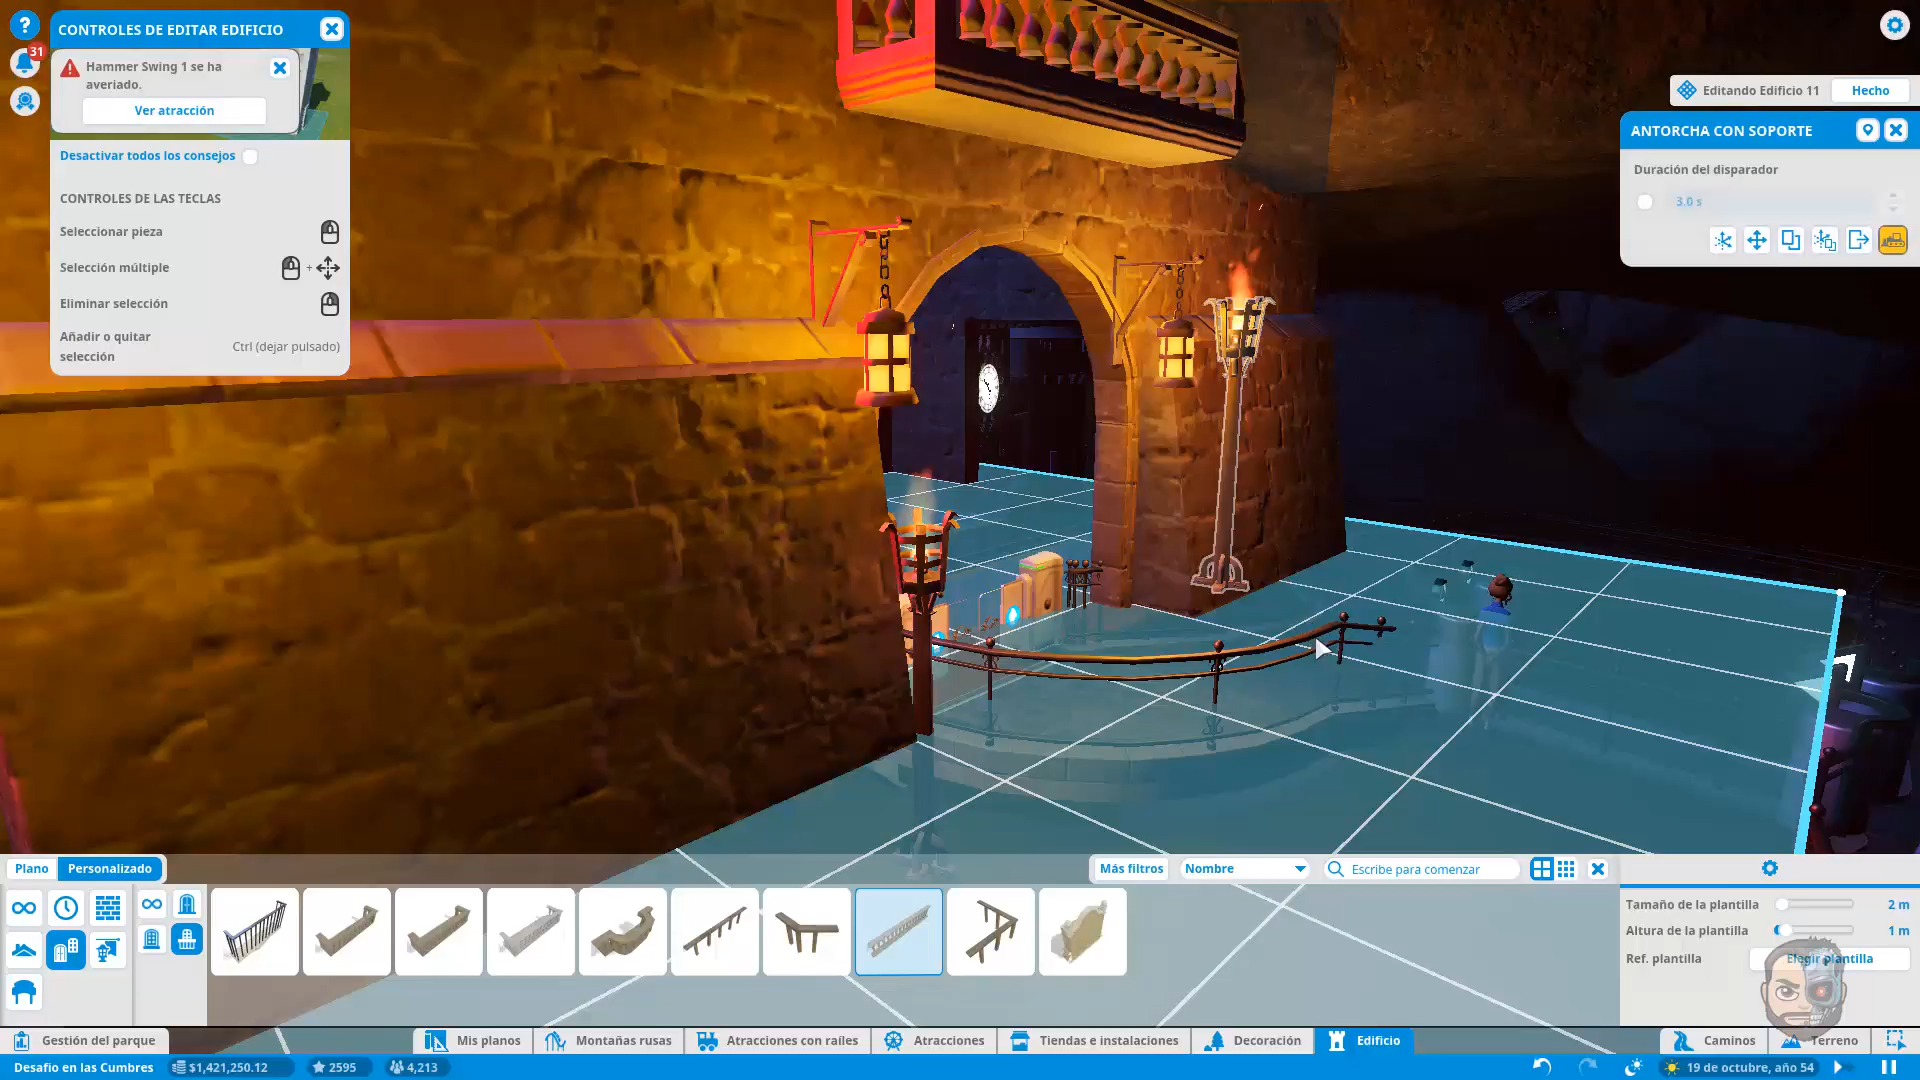 CONTROLES DE EDITAR EDIFICIO
31
Hammer Swing 1 se ha
averiado.
Ver atracción
Desactivar todos los consejos
CONTROLES DE LAS TECLAS
Seleccionar pieza
Selección múltiple
+
Eliminar selección
Añadir o quitar
selección
Ctrl (dejar pulsado)
Editando Edificio 11
Hecho
ANTORCHA CON SOPORTE
Duración del disparador
3.0 s
Plano
Personalizado
Más filtros
Nombre
Escribe para comenzar
Tamaño de la plantilla
2 m
Altura de la plantilla
1 m
Ref. plantilla
Elegir plantilla
Gestión del parque
Mis planos
Montañas rusas
Atracciones con raíles
Atracciones
Tiendas e instalaciones
Decoración
Edificio
Caminos
Terreno
Desafio en las Cumbres
$1,421,250.12
2595
4,213
19 de octubre, año 54